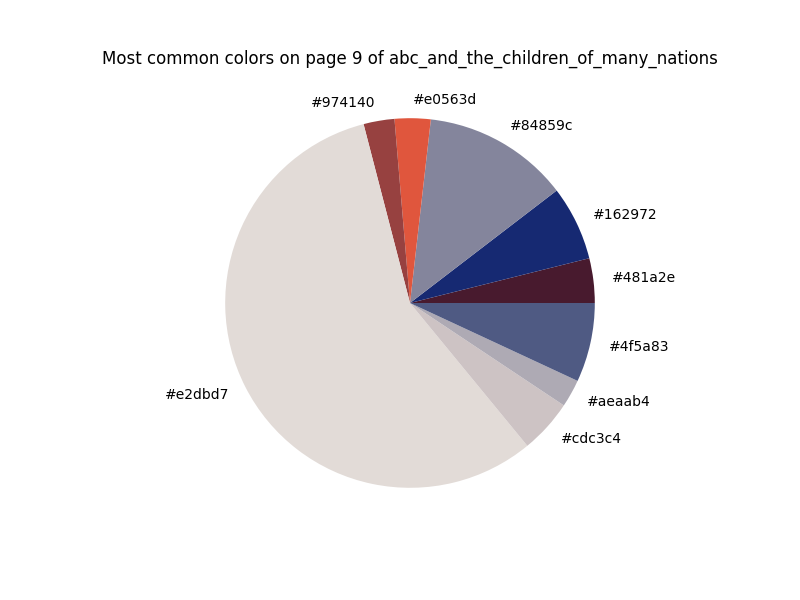 Most common colors on page 9 of abc_and_the_children_of_many_nations
#974140
#e0563d
#84859c
#162972
#481a2e
#4f5a83
#aeaab4
#cdc3c4
#e2dbd7